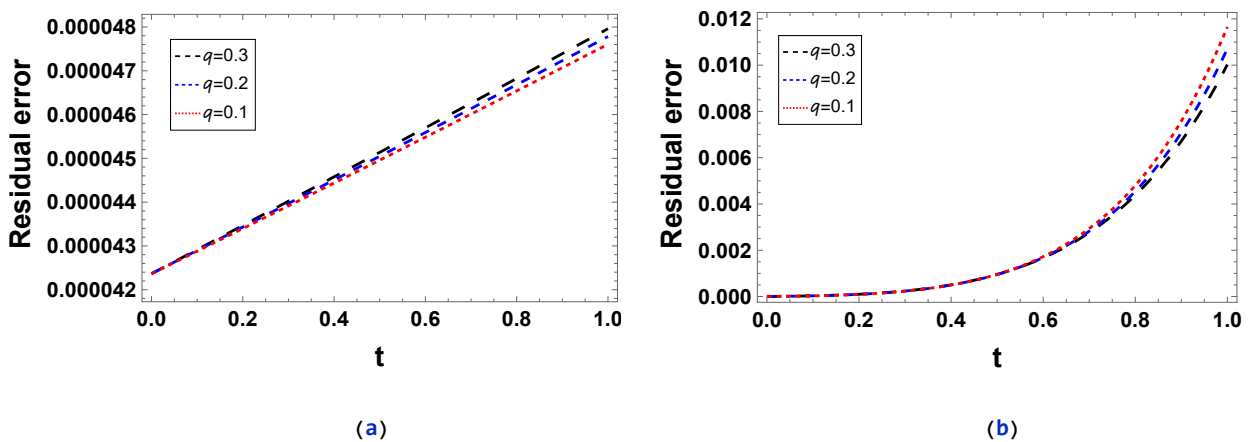 0.000048
0.000047
0.000046
0.000045
0.000044
0.000043
0.000042
Residual error
q=0.3
q=0.2
q=0.1
0.0 0.2 0.4 0.6 0.8 1.0
t
(a)
0.012
0.010
0.008
0.006
0.004
0.002
0.000
Residual error
q=0.3
q=0.2
q=0.1
0.0 0.2 0.4 0.6 0.8 1.0
t
(b)